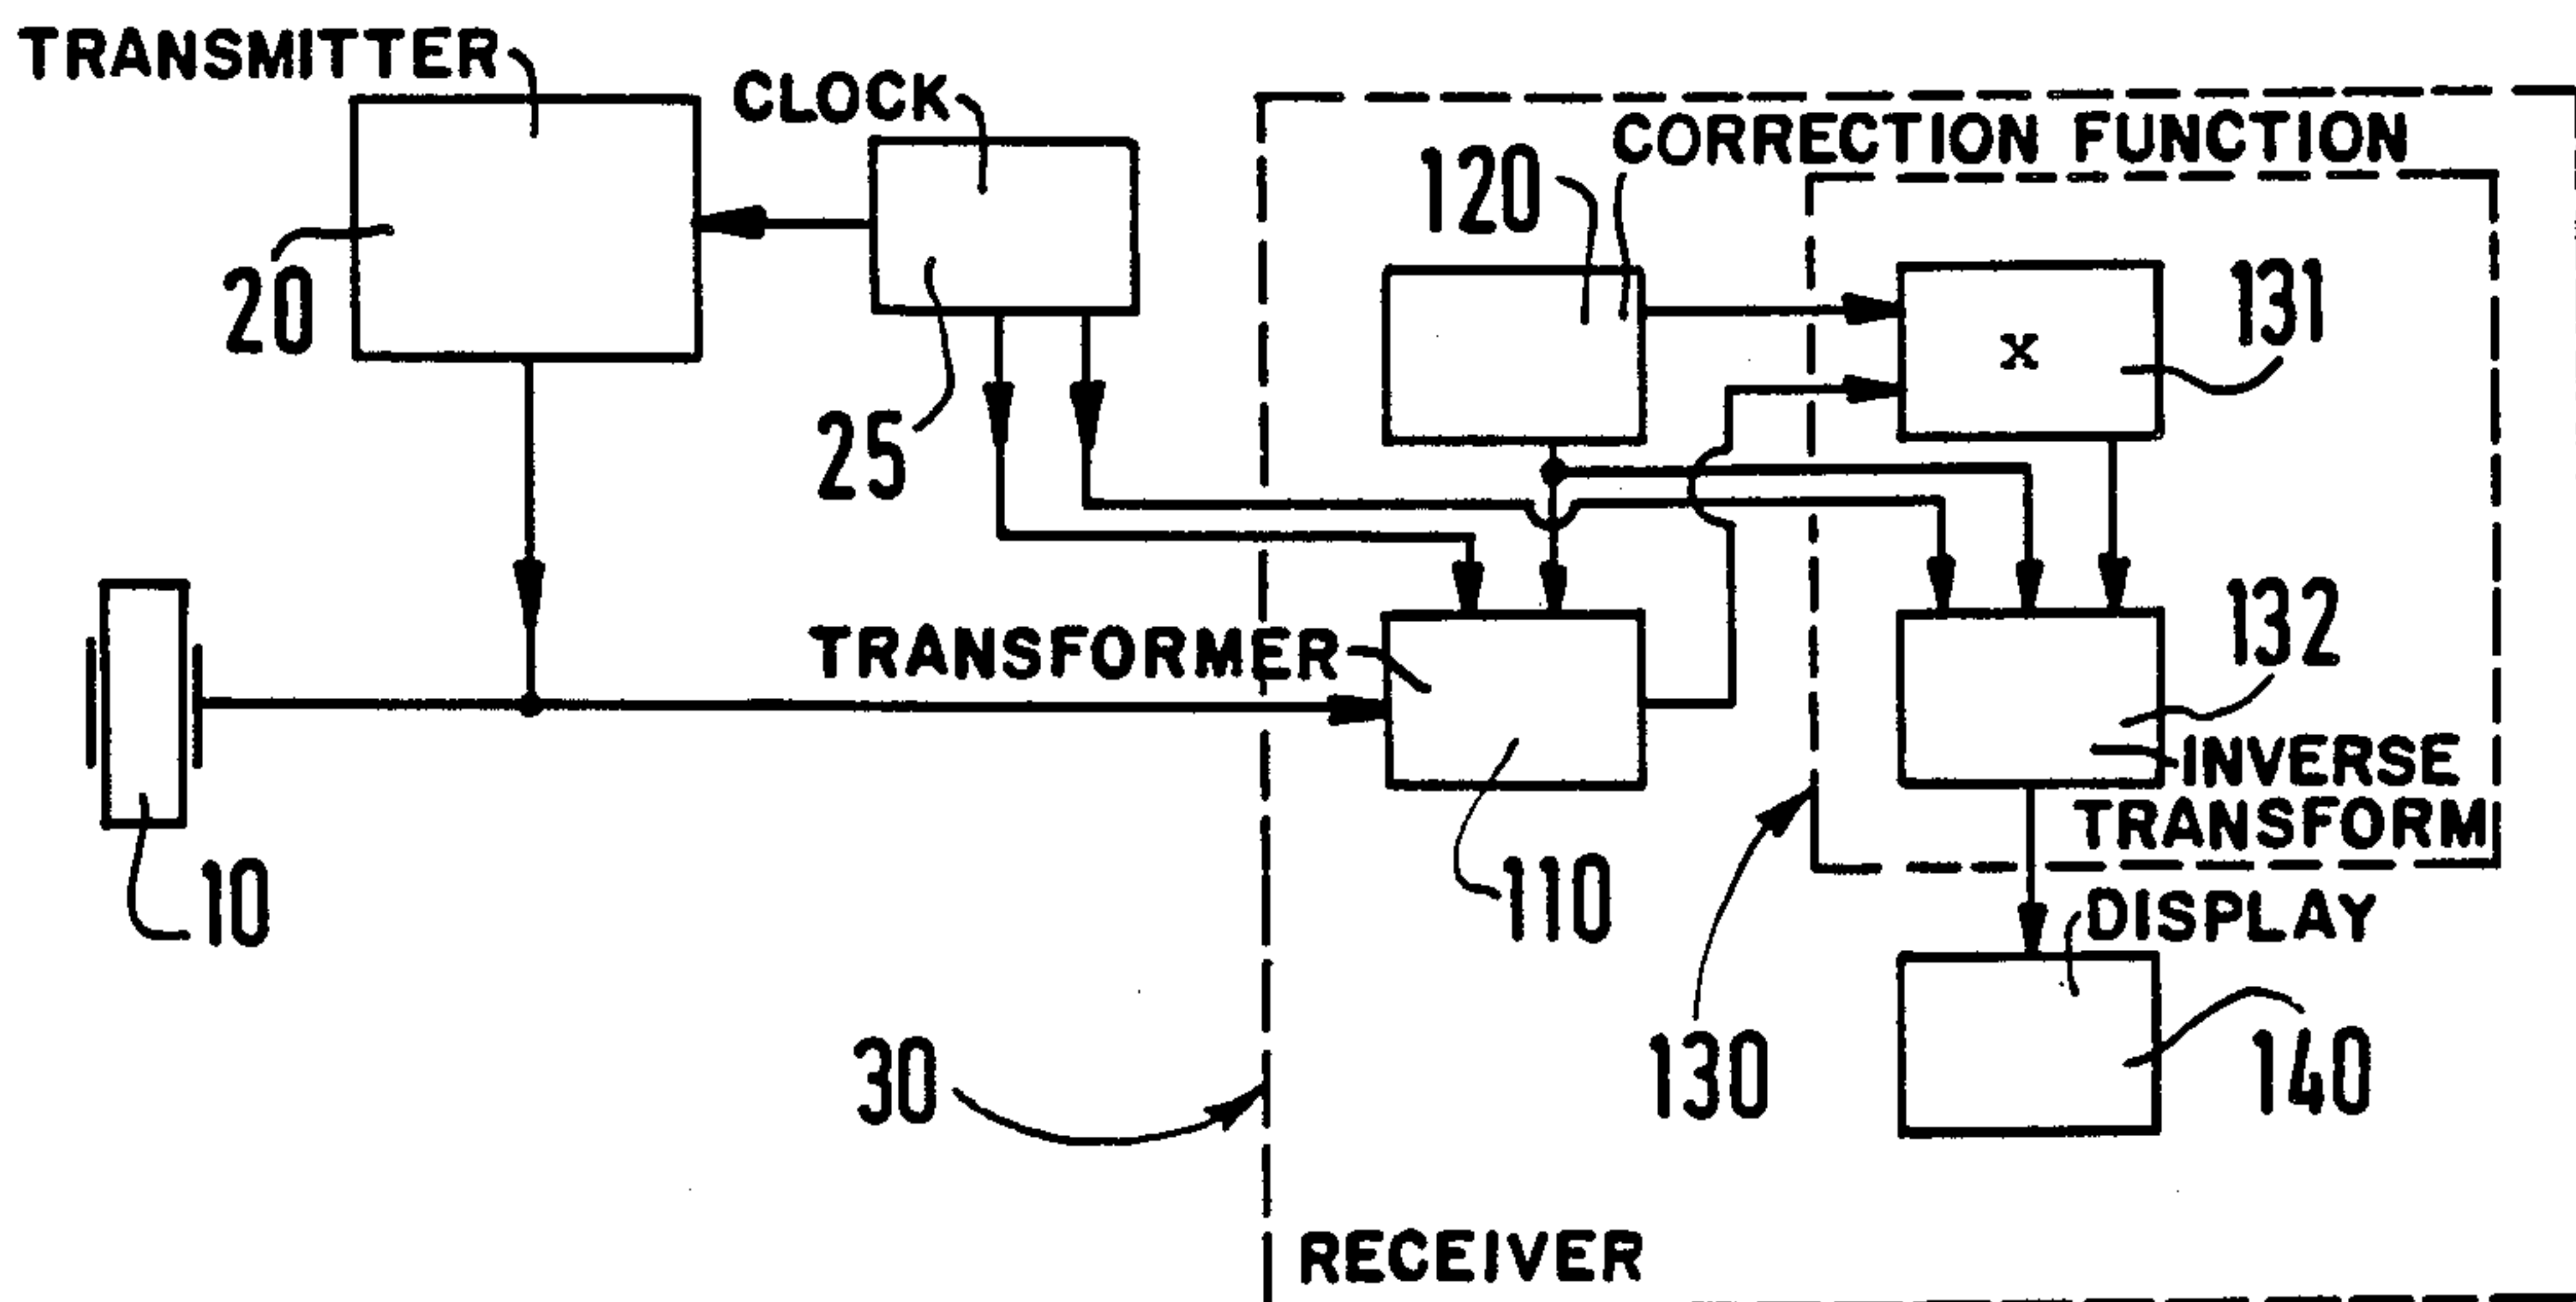 TRANSMITTER
CLOCK
CORRECTION FUNCTION
120
20
131
x
25
132
TRANSFORMER
INVERSE
TRANSFORM
10
110
DISPLAY
30
130
140
RECEIVER